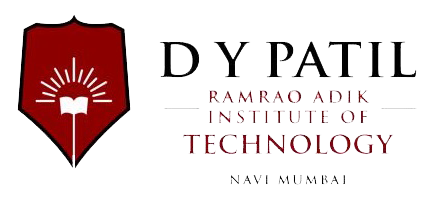 D Y PATIL
RAMRAO ADIK
INSTITUTE OF
TECHNOLOGY
NAVI MUMBAI